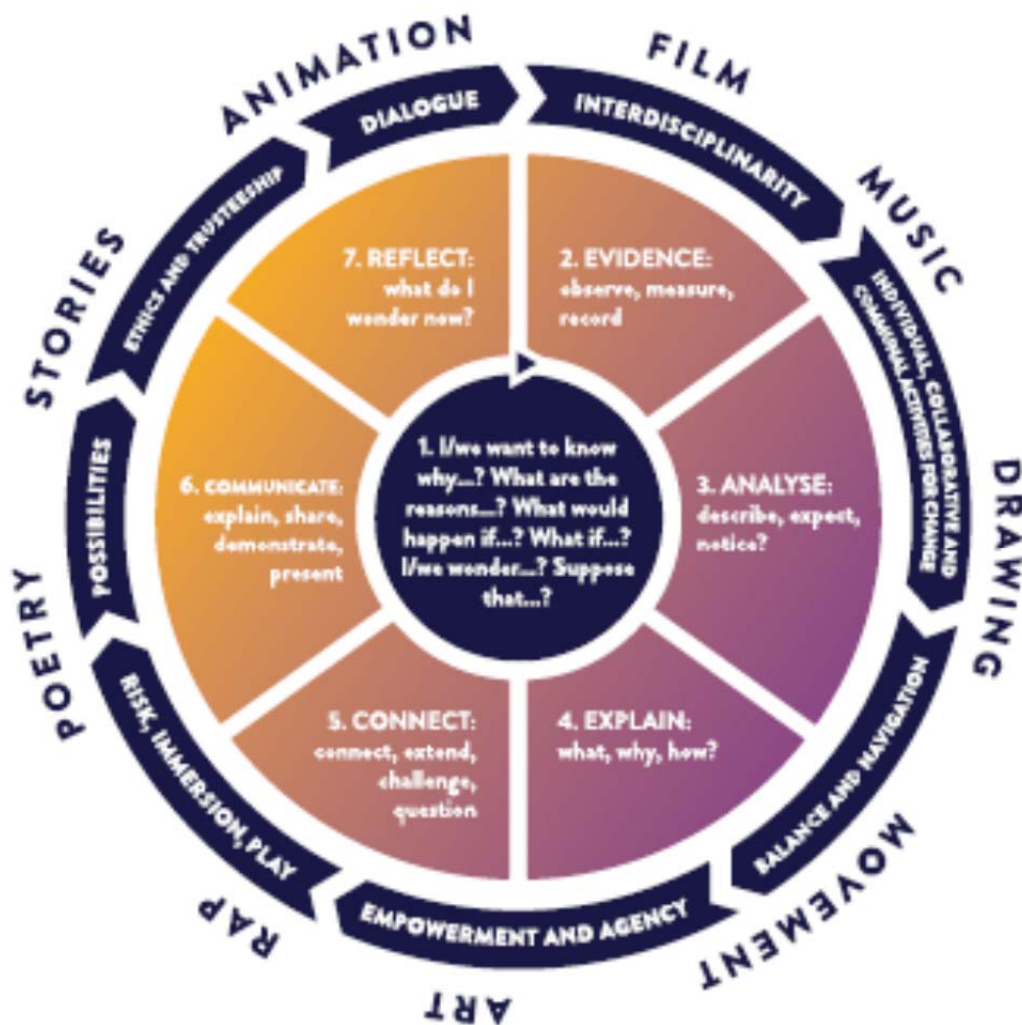 ANIMATION
FILM
MUSIC
DRAWING
MOVEMENT
ART
RAP
POETRY
STORIES
DIALOGUE
INTERDISCIPLINARITY
INDIVIDUAL, COLLABORATIVE AND
COMMUNAL ACTIVITIES FOR CHANGE
BALANCE AND NAVIGATION
EMPOWERMENT AND AGENCY
RISK, IMMERSION, PLAY
POSSIBILITIES
ETHICS AND TRUSTEESHIP
1. I/we want to know
why...? What are the
reasons...? What would
happen if...? What if...?
I/we wonder...? Suppose
that...?
2. EVIDENCE:
observe, measure,
record
3. ANALYSE:
describe, expect,
notice?
4. EXPLAIN:
what, why, how?
5. CONNECT:
connect, extend,
challenge,
question
6. COMMUNICATE:
explain, share,
demonstrate,
present
7. REFLECT:
what do I
wonder now?